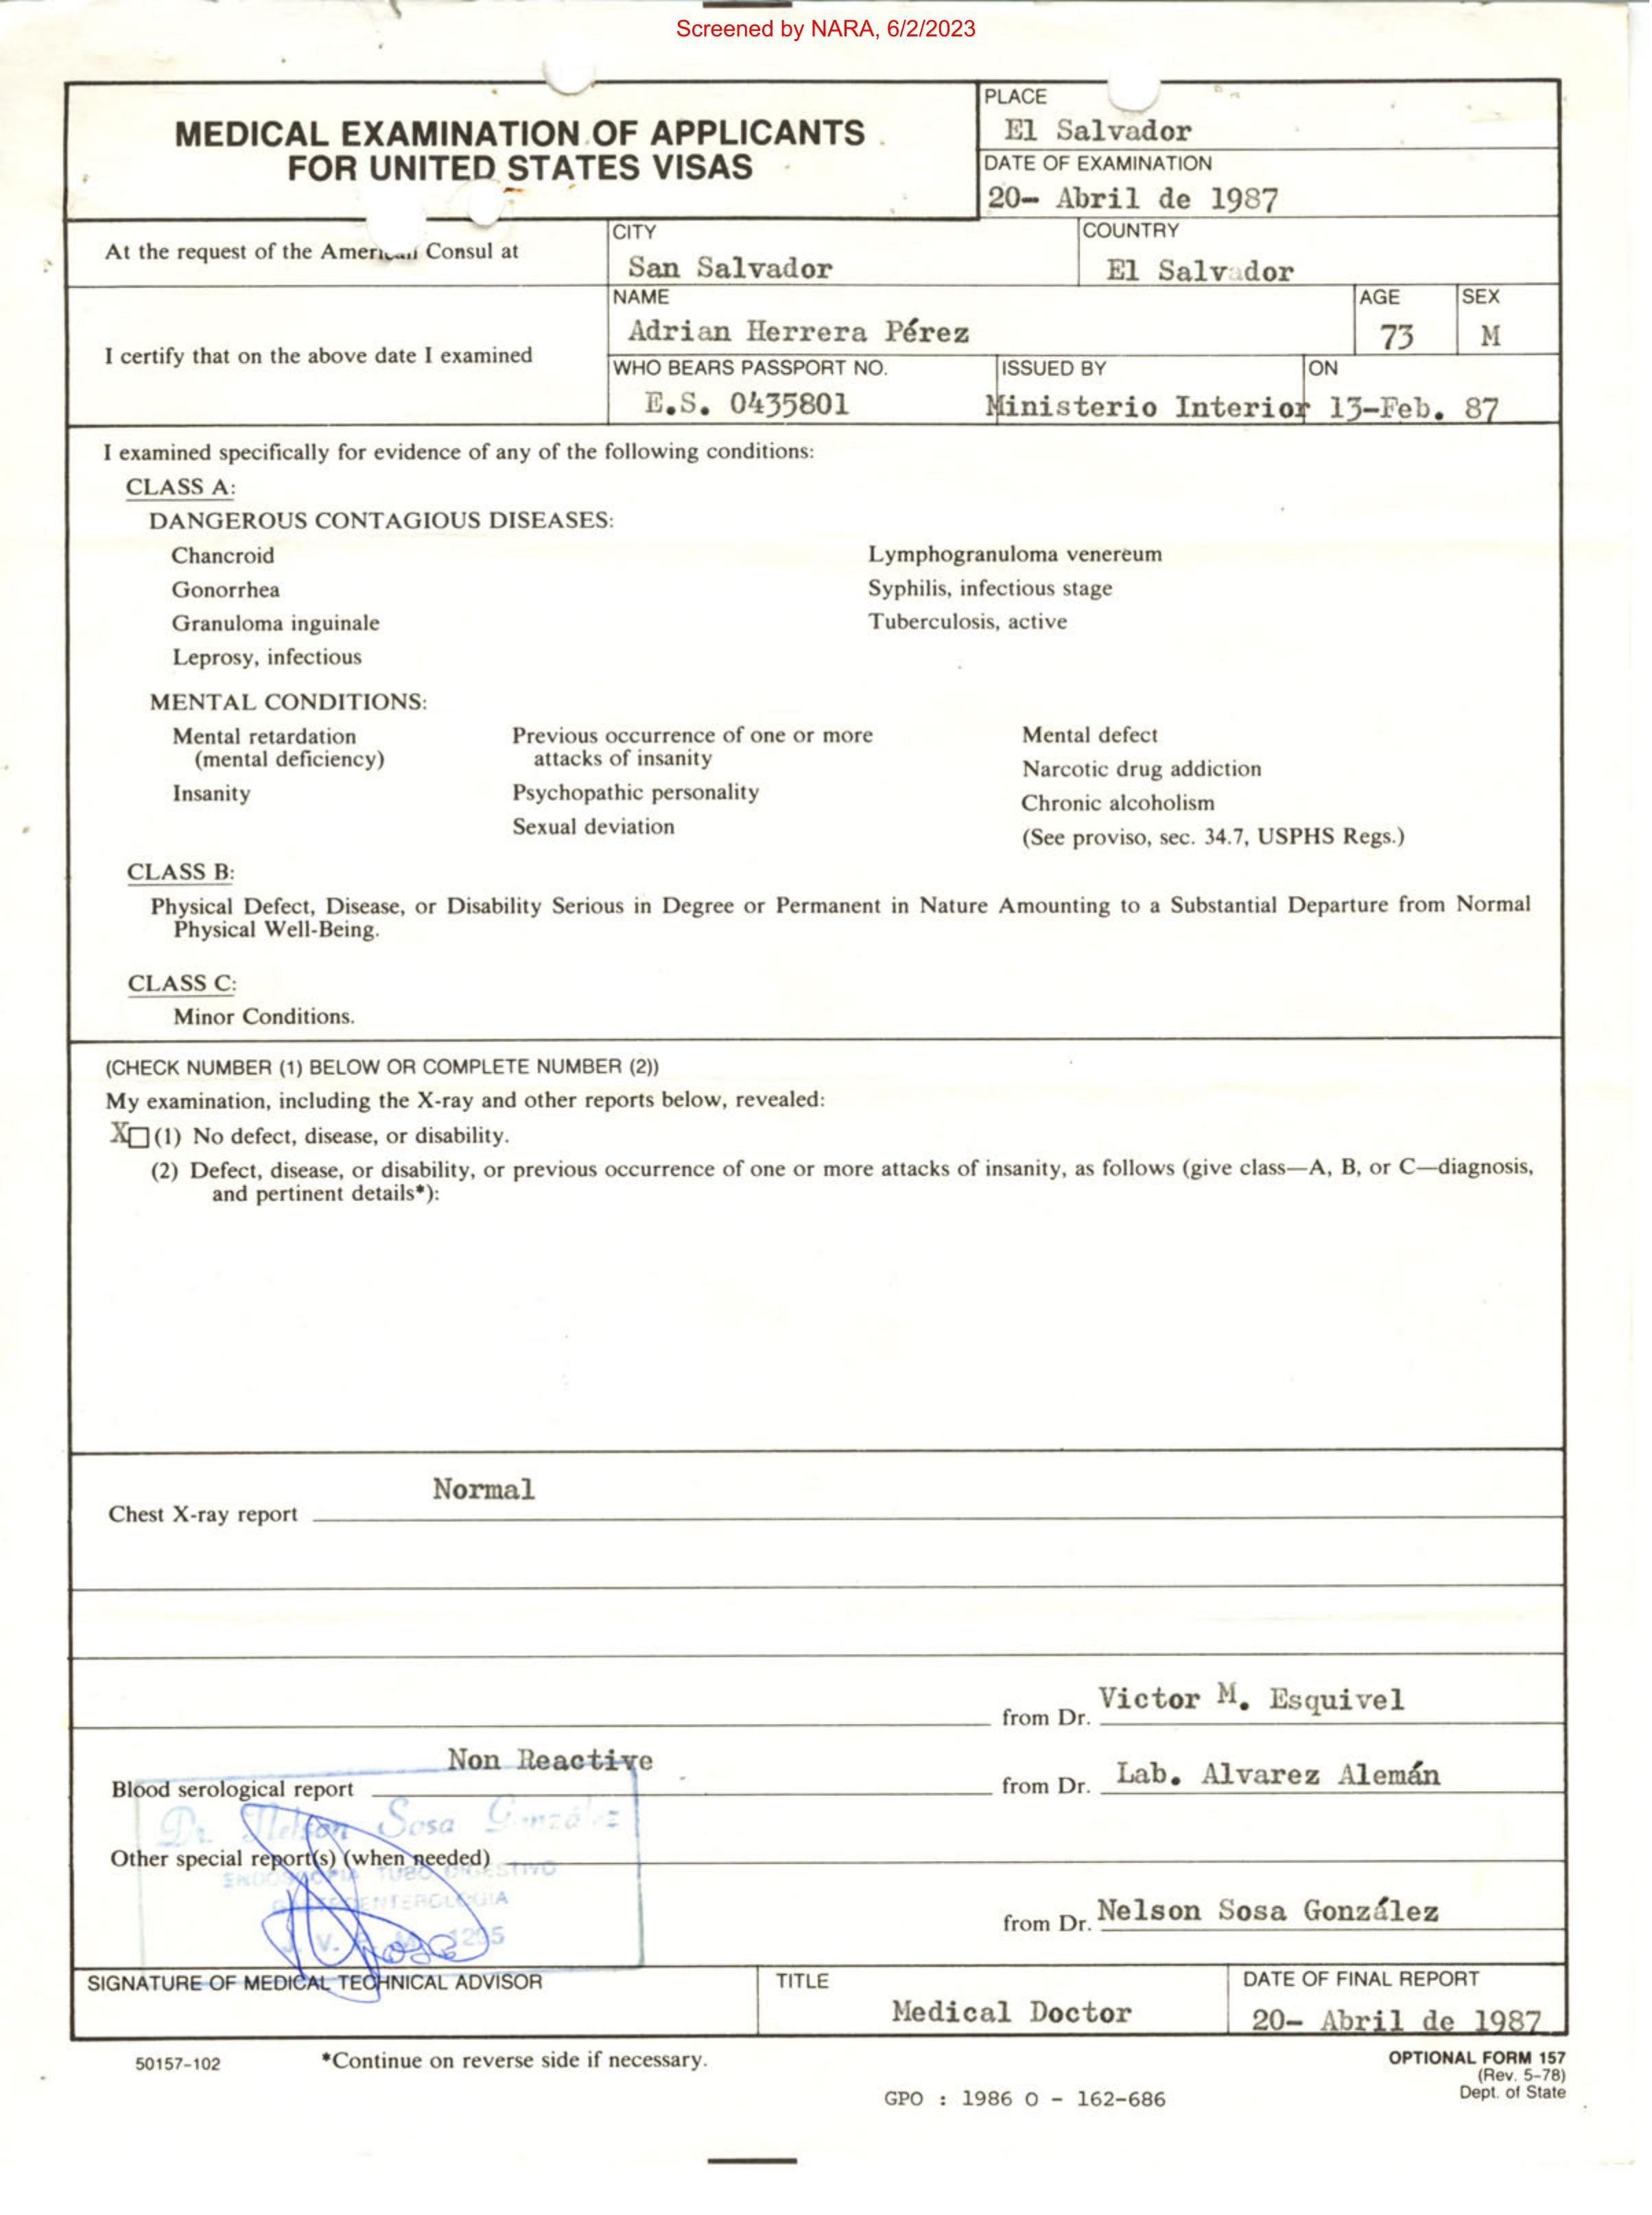 Screened by NARA, 6/2/2023
MEDICAL EXAMINATION OF APPLICANTS
FOR UNITED STATES VISAS
PLACE
El Salvador
DATE OF EXAMINATION
20- Abril de 1987
At the request of the American Consul at
CITY
San Salvador
COUNTRY
El Salvador
I certify that on the above date I examined
NAME
Adrian Herrera Pérez
AGE
73
SEX
M
WHO BEARS PASSPORT NO.
E.S. 0435801
ISSUED BY
Ministerio Interior
ON
13-Feb. 87
I examined specifically for evidence of any of the following conditions:
CLASS A:
DANGEROUS CONTAGIOUS DISEASES:
Chancroid
Gonorrhea
Granuloma inguinale
Leprosy, infectious
Lymphogranuloma venereum
Syphilis, infectious stage
Tuberculosis, active
MENTAL CONDITIONS:
Mental retardation
(mental deficiency)
Insanity
Previous occurrence of one or more
attacks of insanity
Psychopathic personality
Sexual deviation
Mental defect
Narcotic drug addiction
Chronic alcoholism
(See proviso, sec. 34.7, USPHS Regs.)
CLASS B:
Physical Defect, Disease, or Disability Serious in Degree or Permanent in Nature Amounting to a Substantial Departure from Normal
Physical Well-Being.
CLASS C:
Minor Conditions.
(CHECK NUMBER (1) BELOW OR COMPLETE NUMBER (2))
My examination, including the X-ray and other reports below, revealed:
X (1) No defect, disease, or disability.
(2) Defect, disease, or disability, or previous occurrence of one or more attacks of insanity, as follows (give class—A, B, or C—diagnosis,
and pertinent details*):
Chest X-ray report Normal
from Dr. Victor M. Esquivel
Blood serological report Non Reactive
from Dr. Lab. Alvarez Alemán
Dr. Nelson Sosa González
Other special report(s) (when needed)
ENDOSCOPIA TUBO DIGESTIVO
GASTROENTEROLOGIA
1295
from Dr. Nelson Sosa González
SIGNATURE OF MEDICAL TECHNICAL ADVISOR
TITLE
Medical Doctor
DATE OF FINAL REPORT
20- Abril de 1987
50157-102
*Continue on reverse side if necessary.
GPO : 1986 O - 162-686
OPTIONAL FORM 157
(Rev. 5-78)
Dept. of State